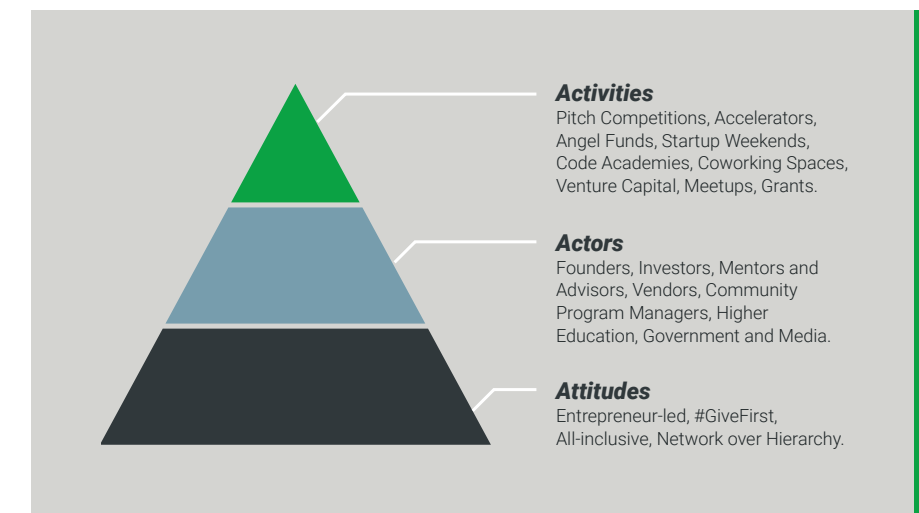 Activities
Pitch Competitions, Accelerators,
Angel Funds, Startup Weekends,
Code Academies, Coworking Spaces,
Venture Capital, Meetups, Grants.
Actors
Founders, Investors, Mentors and
Advisors, Vendors, Community
Program Managers, Higher
Education, Government and Media.
Attitudes
Entrepreneur-led, #GiveFirst,
All-inclusive, Network over Hierarchy.